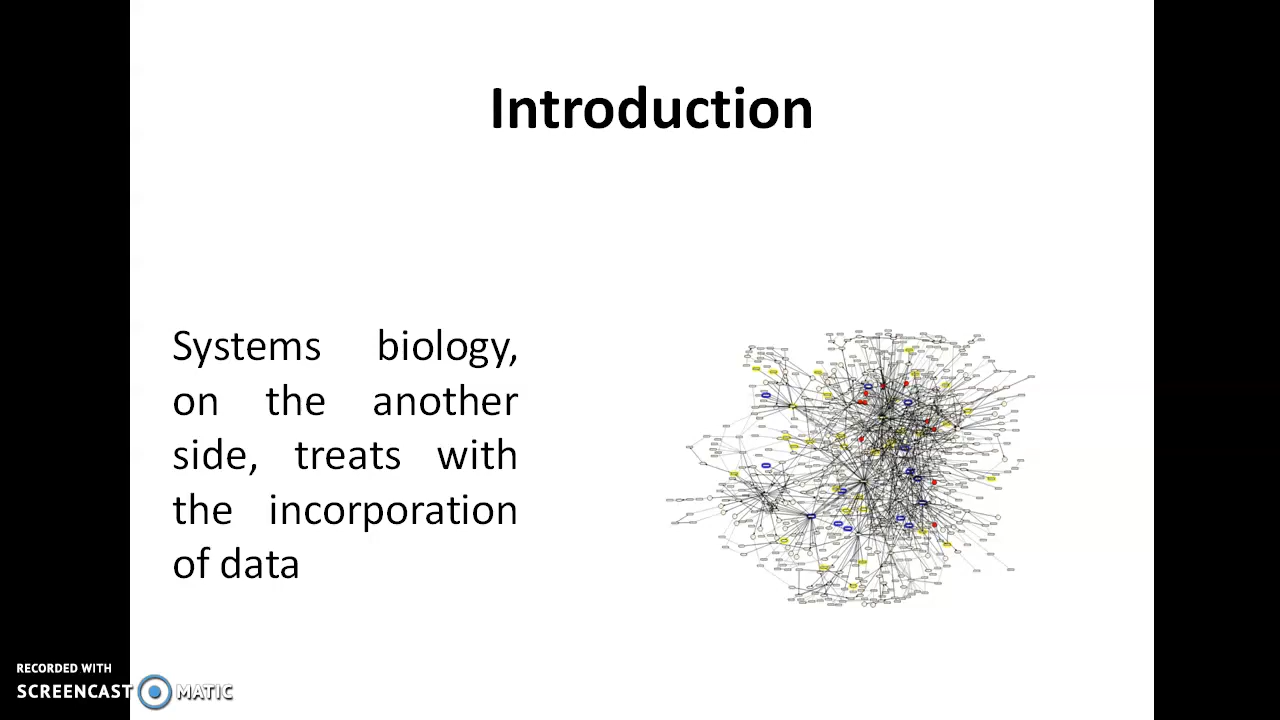 Introduction
Systems biology,
on the another
side, treats with
the incorporation
of data
RECORDED WITH
SCREENCAST MATIC